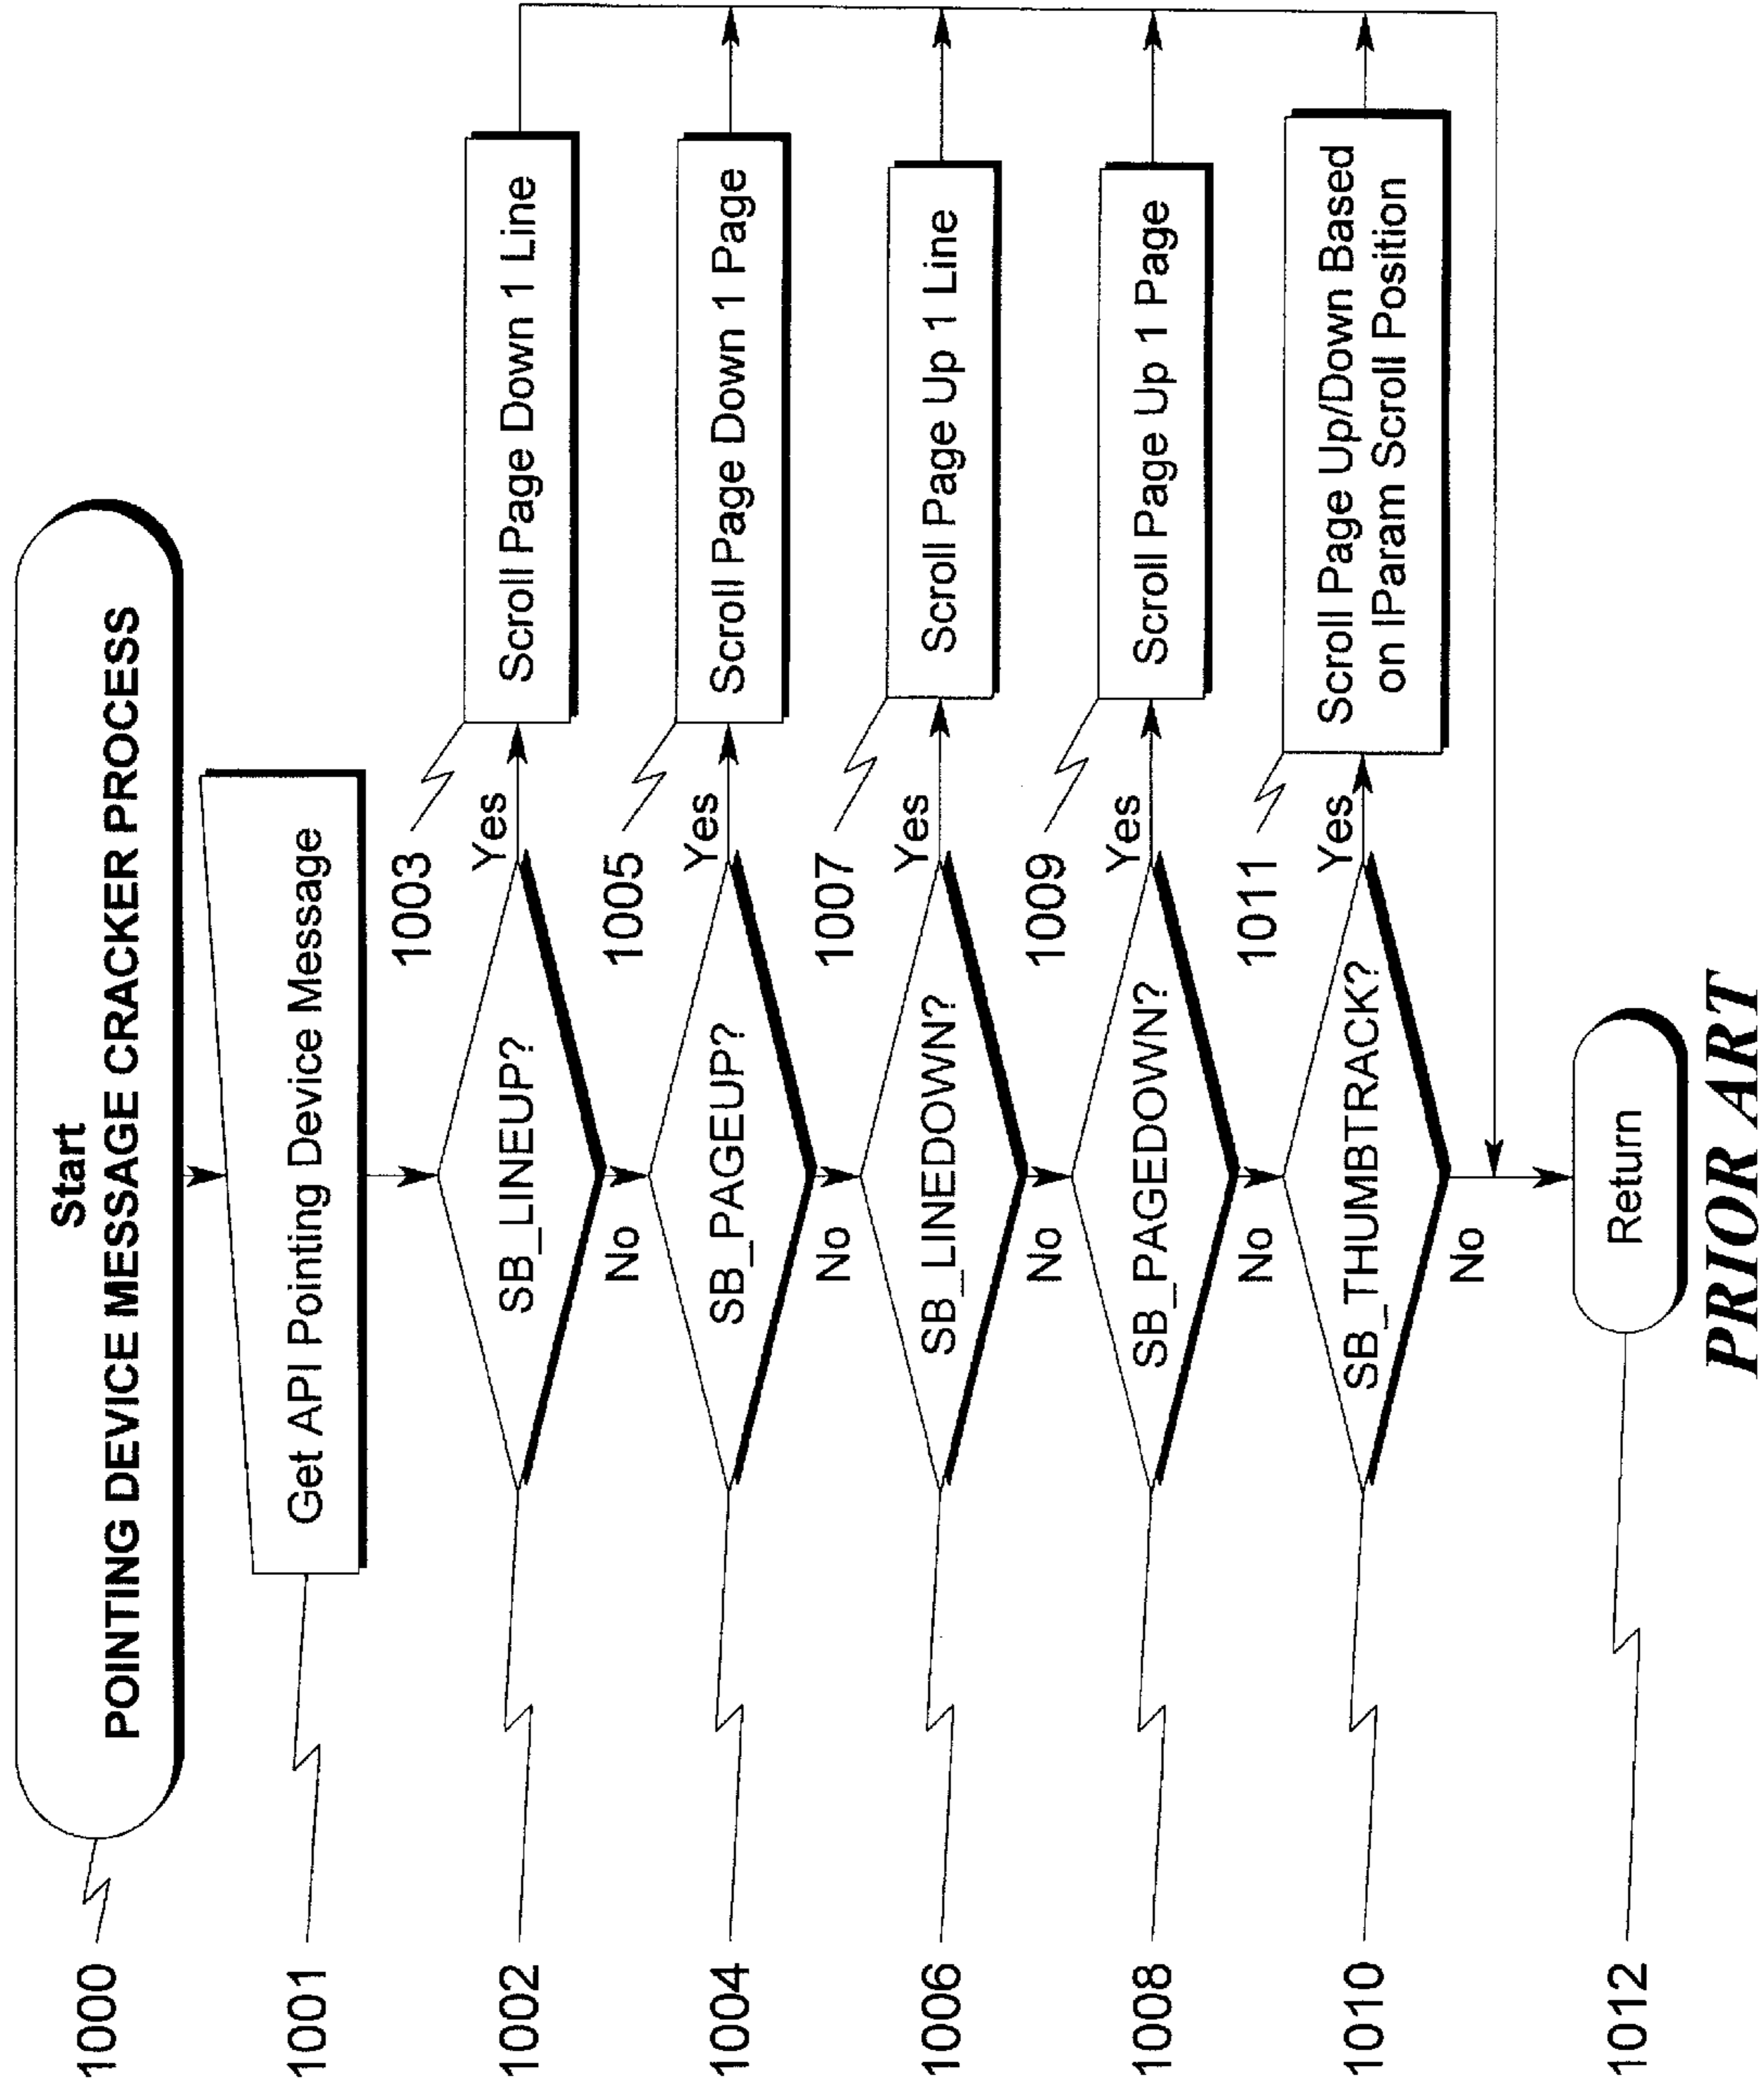 Start
POINTING DEVICE MESSAGE CRACKER PROCESS
1000
Get API Pointing Device Message
1001
SB_LINEUP?
1002
Yes
No
1003
Scroll Page Down 1 Line
SB_PAGEUP?
1004
Yes
No
1005
Scroll Page Down 1 Page
SB_LINEDOWN?
1006
Yes
No
1007
Scroll Page Up 1 Line
SB_PAGEDOWN?
1008
Yes
No
1009
Scroll Page Up 1 Page
SB_THUMBTRACK?
1010
Yes
No
1011
Scroll Page Up/Down Based
on lParam Scroll Position
Return
1012
PRIOR ART